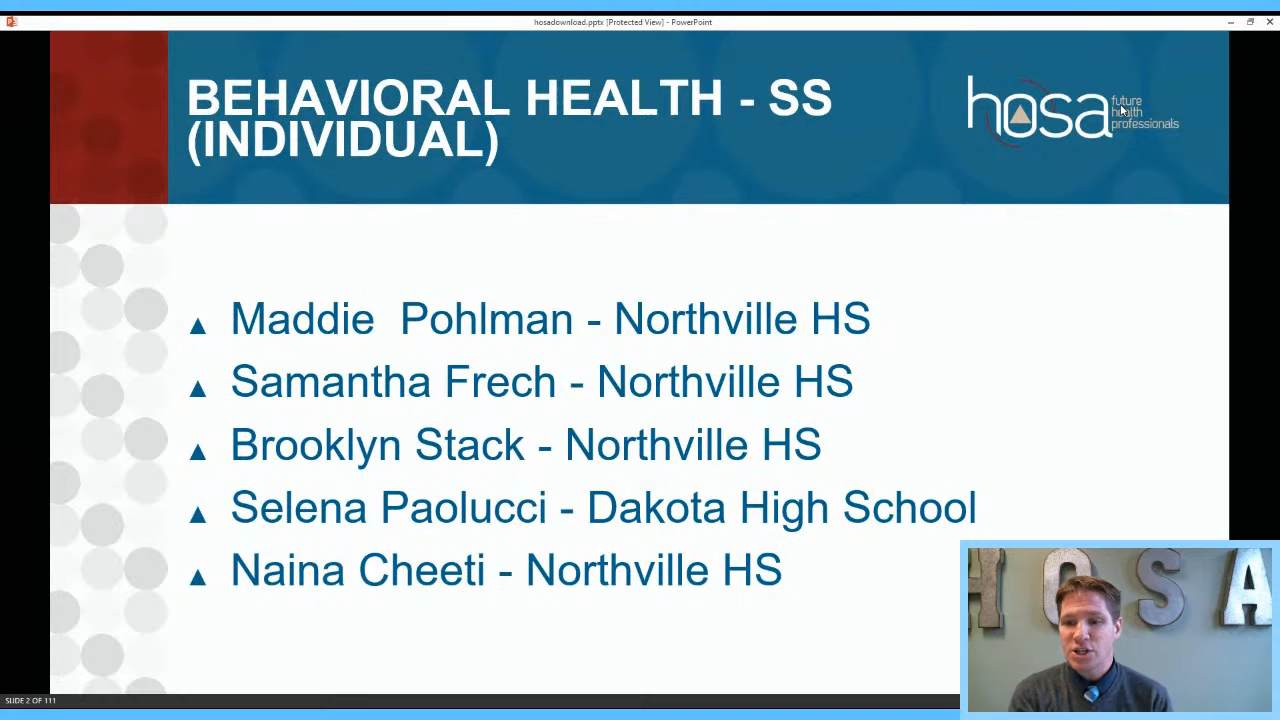 hosadownload.pptx [Protected View] - PowerPoint
BEHAVIORAL HEALTH - SS
(INDIVIDUAL)
hosa
future
health
professionals
Maddie  Pohlman - Northville HS
Samantha Frech - Northville HS
Brooklyn Stack - Northville HS
Selena Paolucci - Dakota High School
Naina Cheeti - Northville HS
HOSA
SLIDE 2 OF 111